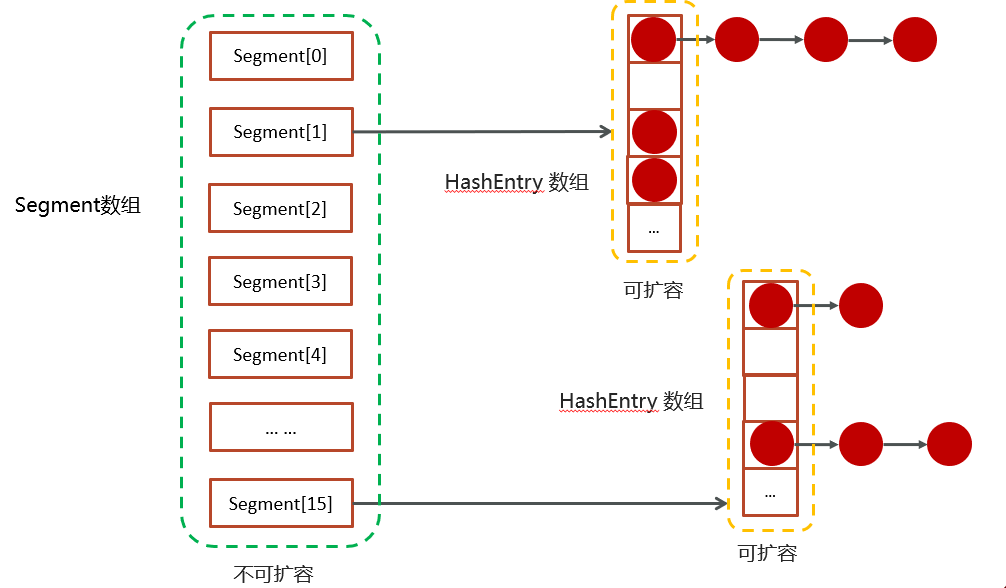 Segment数组
Segment[0]
Segment[1]
Segment[2]
Segment[3]
Segment[4]
... ...
Segment[15]
不可扩容
HashEntry 数组
...
可扩容
HashEntry 数组
...
可扩容